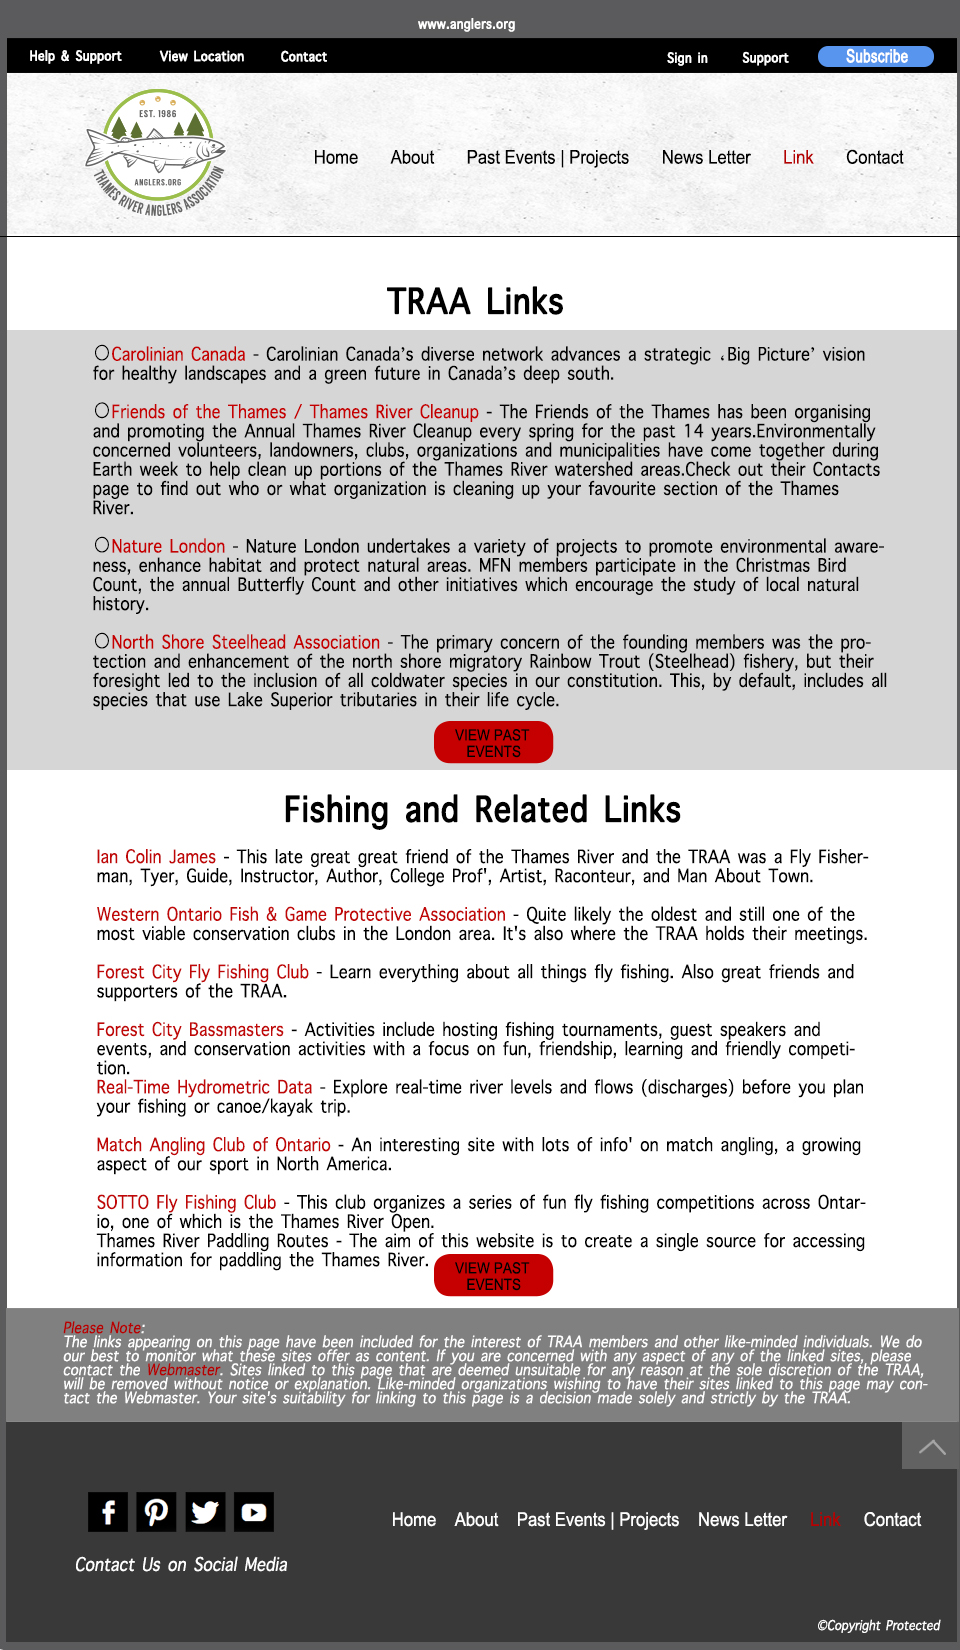 www.anglers.org
Help & Support View Location Contact Sign in Support Subscribe
EST. 1986
ANGLERS.ORG
THAMES RIVER ANGLERS ASSOCIATION
Home About Past Events | Projects News Letter Link Contact
TRAA Links
○Carolinian Canada - Carolinian Canada’s diverse network advances a strategic ‘Big Picture’ vision
for healthy landscapes and a green future in Canada’s deep south.
○Friends of the Thames / Thames River Cleanup - The Friends of the Thames has been organising
and promoting the Annual Thames River Cleanup every spring for the past 14 years.Environmentally
concerned volunteers, landowners, clubs, organizations and municipalities have come together during
Earth week to help clean up portions of the Thames River watershed areas.Check out their Contacts
page to find out who or what organization is cleaning up your favourite section of the Thames
River.
○Nature London - Nature London undertakes a variety of projects to promote environmental aware-
ness, enhance habitat and protect natural areas. MFN members participate in the Christmas Bird
Count, the annual Butterfly Count and other initiatives which encourage the study of local natural
history.
○North Shore Steelhead Association - The primary concern of the founding members was the pro-
tection and enhancement of the north shore migratory Rainbow Trout (Steelhead) fishery, but their
foresight led to the inclusion of all coldwater species in our constitution. This, by default, includes all
species that use Lake Superior tributaries in their life cycle.
VIEW PAST
EVENTS
Fishing and Related Links
Ian Colin James - This late great great friend of the Thames River and the TRAA was a Fly Fisher-
man, Tyer, Guide, Instructor, Author, College Prof', Artist, Raconteur, and Man About Town.
Western Ontario Fish & Game Protective Association - Quite likely the oldest and still one of the
most viable conservation clubs in the London area. It's also where the TRAA holds their meetings.
Forest City Fly Fishing Club - Learn everything about all things fly fishing. Also great friends and
supporters of the TRAA.
Forest City Bassmasters - Activities include hosting fishing tournaments, guest speakers and
events, and conservation activities with a focus on fun, friendship, learning and friendly competi-
tion.
Real-Time Hydrometric Data - Explore real-time river levels and flows (discharges) before you plan
your fishing or canoe/kayak trip.
Match Angling Club of Ontario - An interesting site with lots of info' on match angling, a growing
aspect of our sport in North America.
SOTTO Fly Fishing Club - This club organizes a series of fun fly fishing competitions across Ontar-
io, one of which is the Thames River Open.
Thames River Paddling Routes - The aim of this website is to create a single source for accessing
information for paddling the Thames River.
VIEW PAST
EVENTS
Please Note:
The links appearing on this page have been included for the interest of TRAA members and other like-minded individuals. We do
our best to monitor what these sites offer as content. If you are concerned with any aspect of any of the linked sites, please
contact the Webmaster. Sites linked to this page that are deemed unsuitable for any reason at the sole discretion of the TRAA,
will be removed without notice or explanation. Like-minded organizations wishing to have their sites linked to this page may con-
tact the Webmaster. Your site's suitability for linking to this page is a decision made solely and strictly by the TRAA.
Home About Past Events | Projects News Letter Link Contact
Contact Us on Social Media
©Copyright Protected